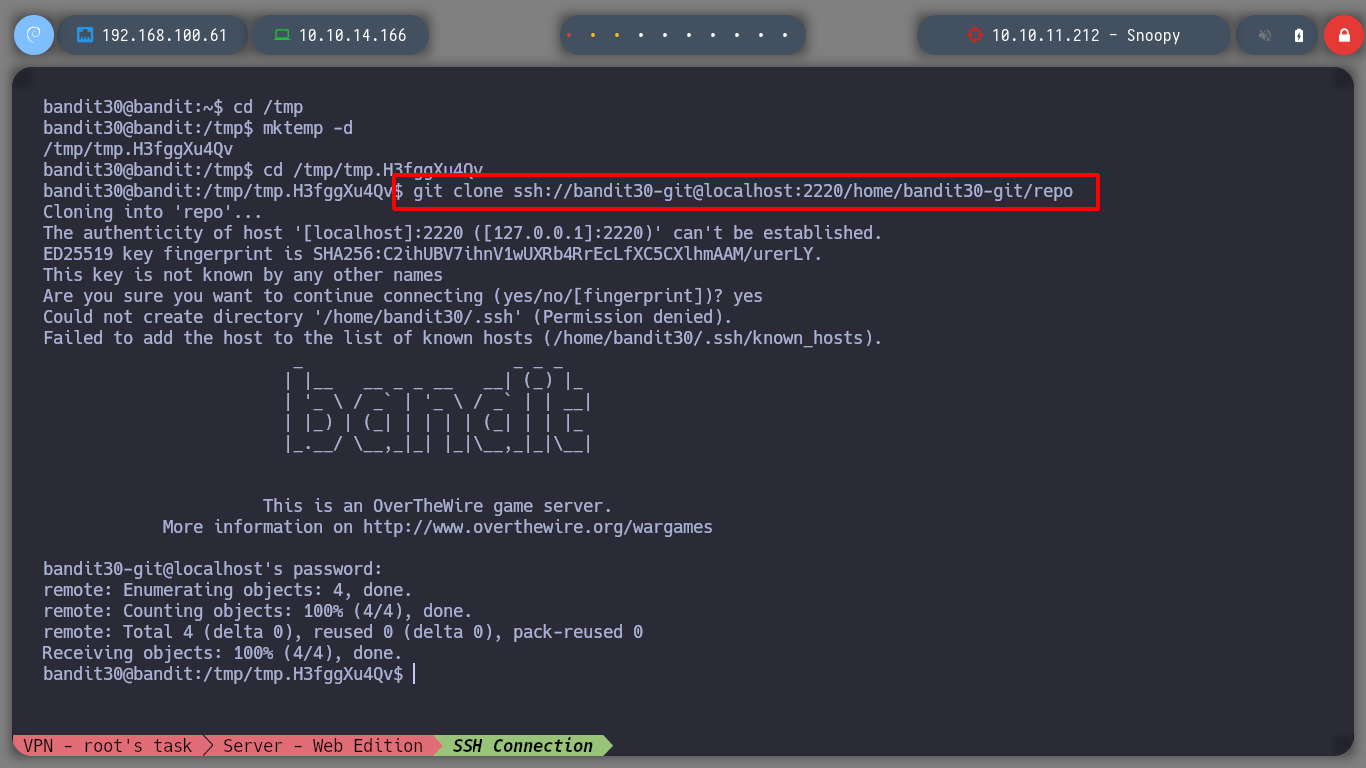 192.168.100.61
10.10.14.166
10.10.11.212 - Snoopy
bandit30@bandit:~$ cd /tmp
bandit30@bandit:/tmp$ mktemp -d
/tmp/tmp.H3fggXu4Qv
bandit30@bandit:/tmp$ cd /tmp/tmp.H3fggXu4Qv
bandit30@bandit:/tmp/tmp.H3fggXu4Qv$ git clone ssh://bandit30-git@localhost:2220/home/bandit30-git/repo
Cloning into 'repo'...
The authenticity of host '[localhost]:2220 ([127.0.0.1]:2220)' can't be established.
ED25519 key fingerprint is SHA256:C2ihUBV7ihnV1wUXRb4RrEcLfXC5CXlhmAAM/urerLY.
This key is not known by any other names
Are you sure you want to continue connecting (yes/no/[fingerprint])? yes
Could not create directory '/home/bandit30/.ssh' (Permission denied).
Failed to add the host to the list of known hosts (/home/bandit30/.ssh/known_hosts).
bandit
This is an OverTheWire game server.
More information on http://www.overthewire.org/wargames
bandit30-git@localhost's password:
remote: Enumerating objects: 4, done.
remote: Counting objects: 100% (4/4), done.
remote: Total 4 (delta 0), reused 0 (delta 0), pack-reused 0
Receiving objects: 100% (4/4), done.
bandit30@bandit:/tmp/tmp.H3fggXu4Qv$
VPN - root's task
Server - Web Edition
SSH Connection